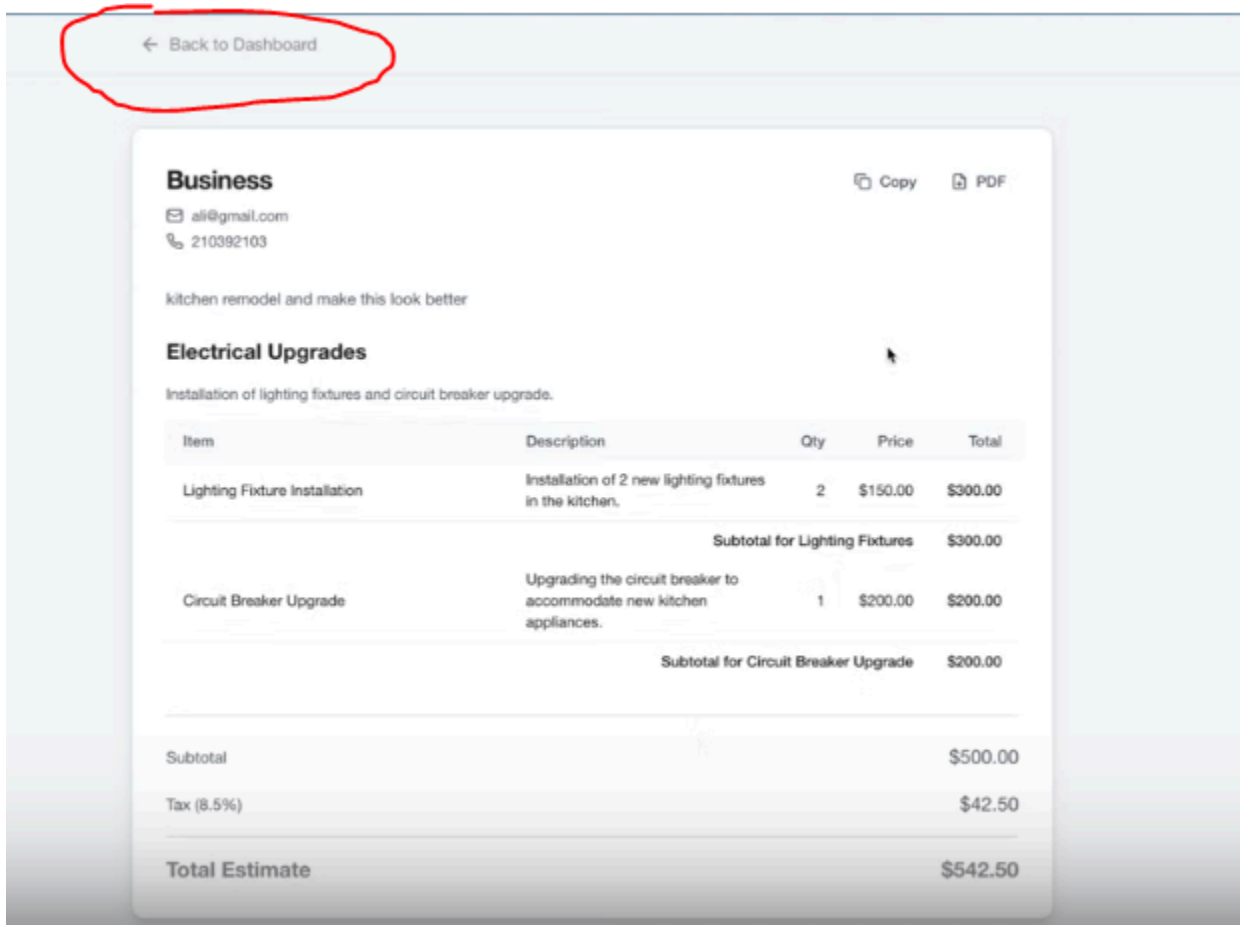 Back to Dashboard
Business
Copy PDF
ali@gmail.com
210392103
kitchen remodel and make this look better
Electrical Upgrades
Installation of lighting fixtures and circuit breaker upgrade.
Item Description Qty Price Total
Lighting Fixture Installation Installation of 2 new lighting fixtures 2 $150.00 $300.00
in the kitchen.
Subtotal for Lighting Fixtures $300.00
Upgrading the circuit breaker to
Circuit Breaker Upgrade accommodate new kitchen 1 $200.00 $200.00
appliances.
Subtotal for Circuit Breaker Upgrade $200.00
Subtotal $500.00
Tax (8.5%) $42.50
Total Estimate $542.50